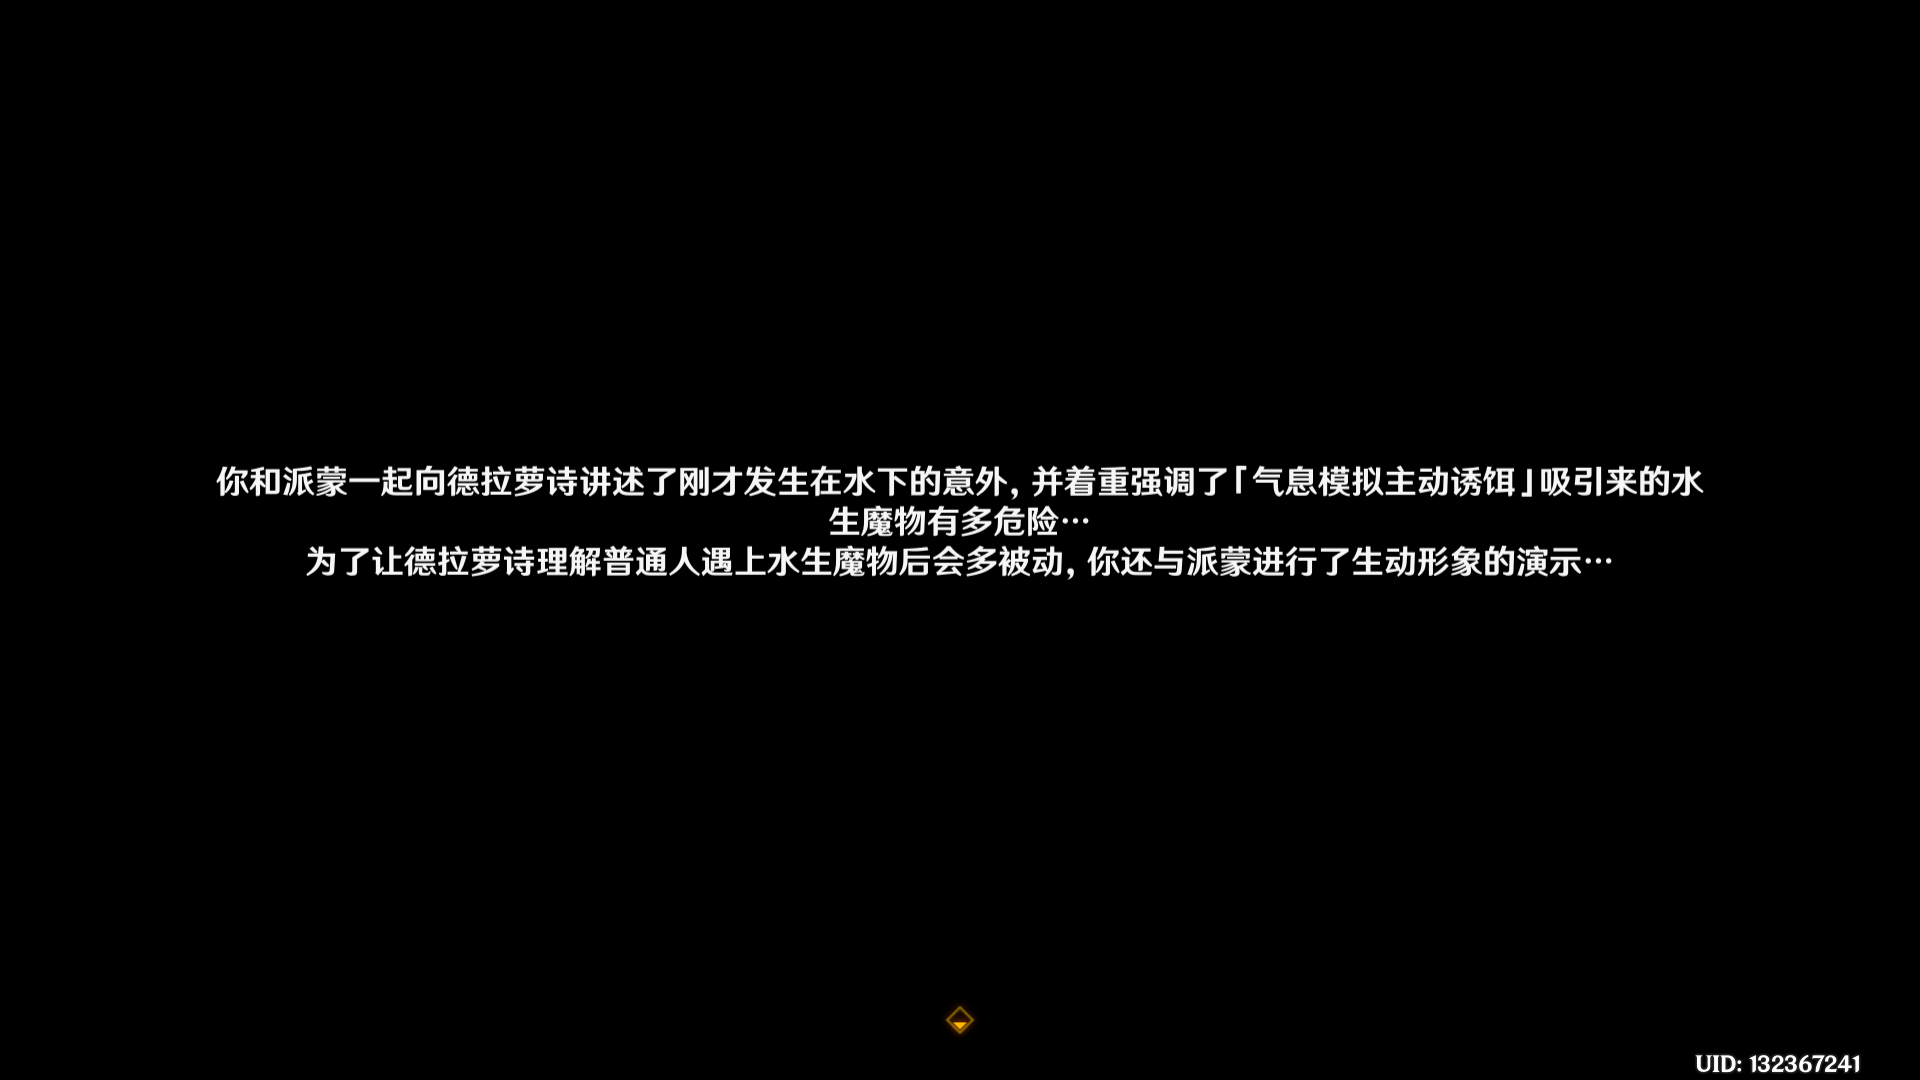 你和派蒙一起向德拉萝诗讲述了刚才发生在水下的意外，并着重强调了「气息模拟主动诱饵」吸引来的水
生魔物有多危险…
为了让德拉萝诗理解普通人遇上水生魔物后会多被动，你还与派蒙进行了生动形象的演示…
UID: 132367241